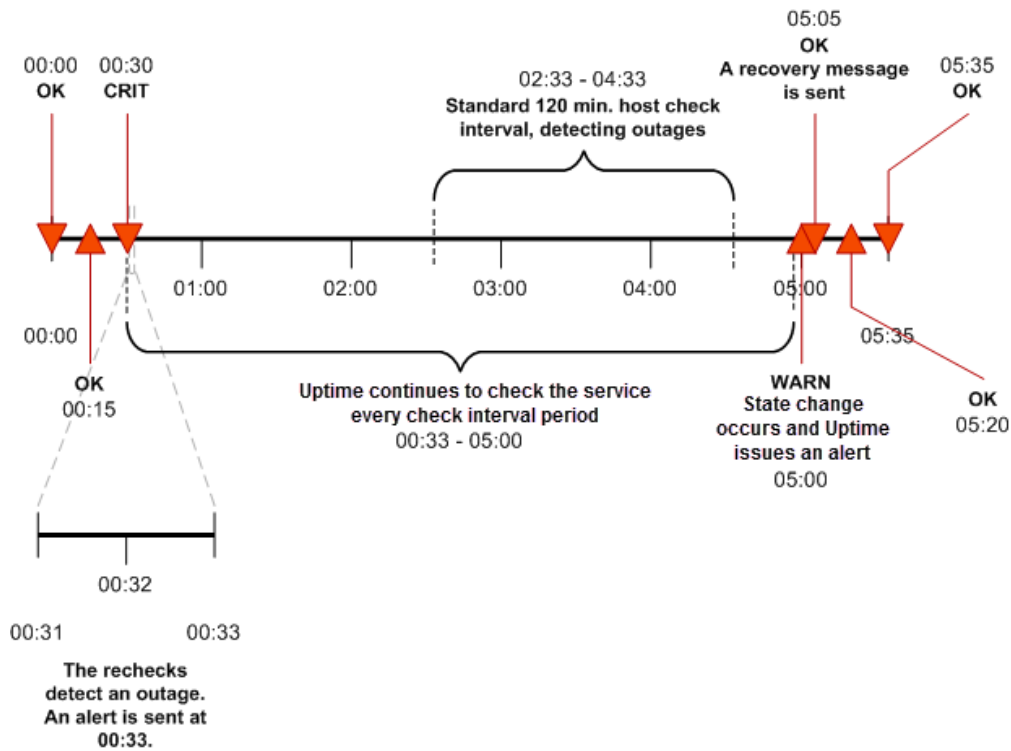 05:05
OK
A recovery message
is sent
00:00
OK
00:30
CRIT
02:33 - 04:33
Standard 120 min. host check
interval, detecting outages
05:35
OK
01:00
02:00
03:00
04:00
05:00
00:00
05:35
OK
00:15
Uptime continues to check the service
every check interval period
00:33 - 05:00
WARN
State change
occurs and Uptime
issues an alert
05:00
OK
05:20
00:32
00:31
00:33
The rechecks
detect an outage.
An alert is sent at
00:33.